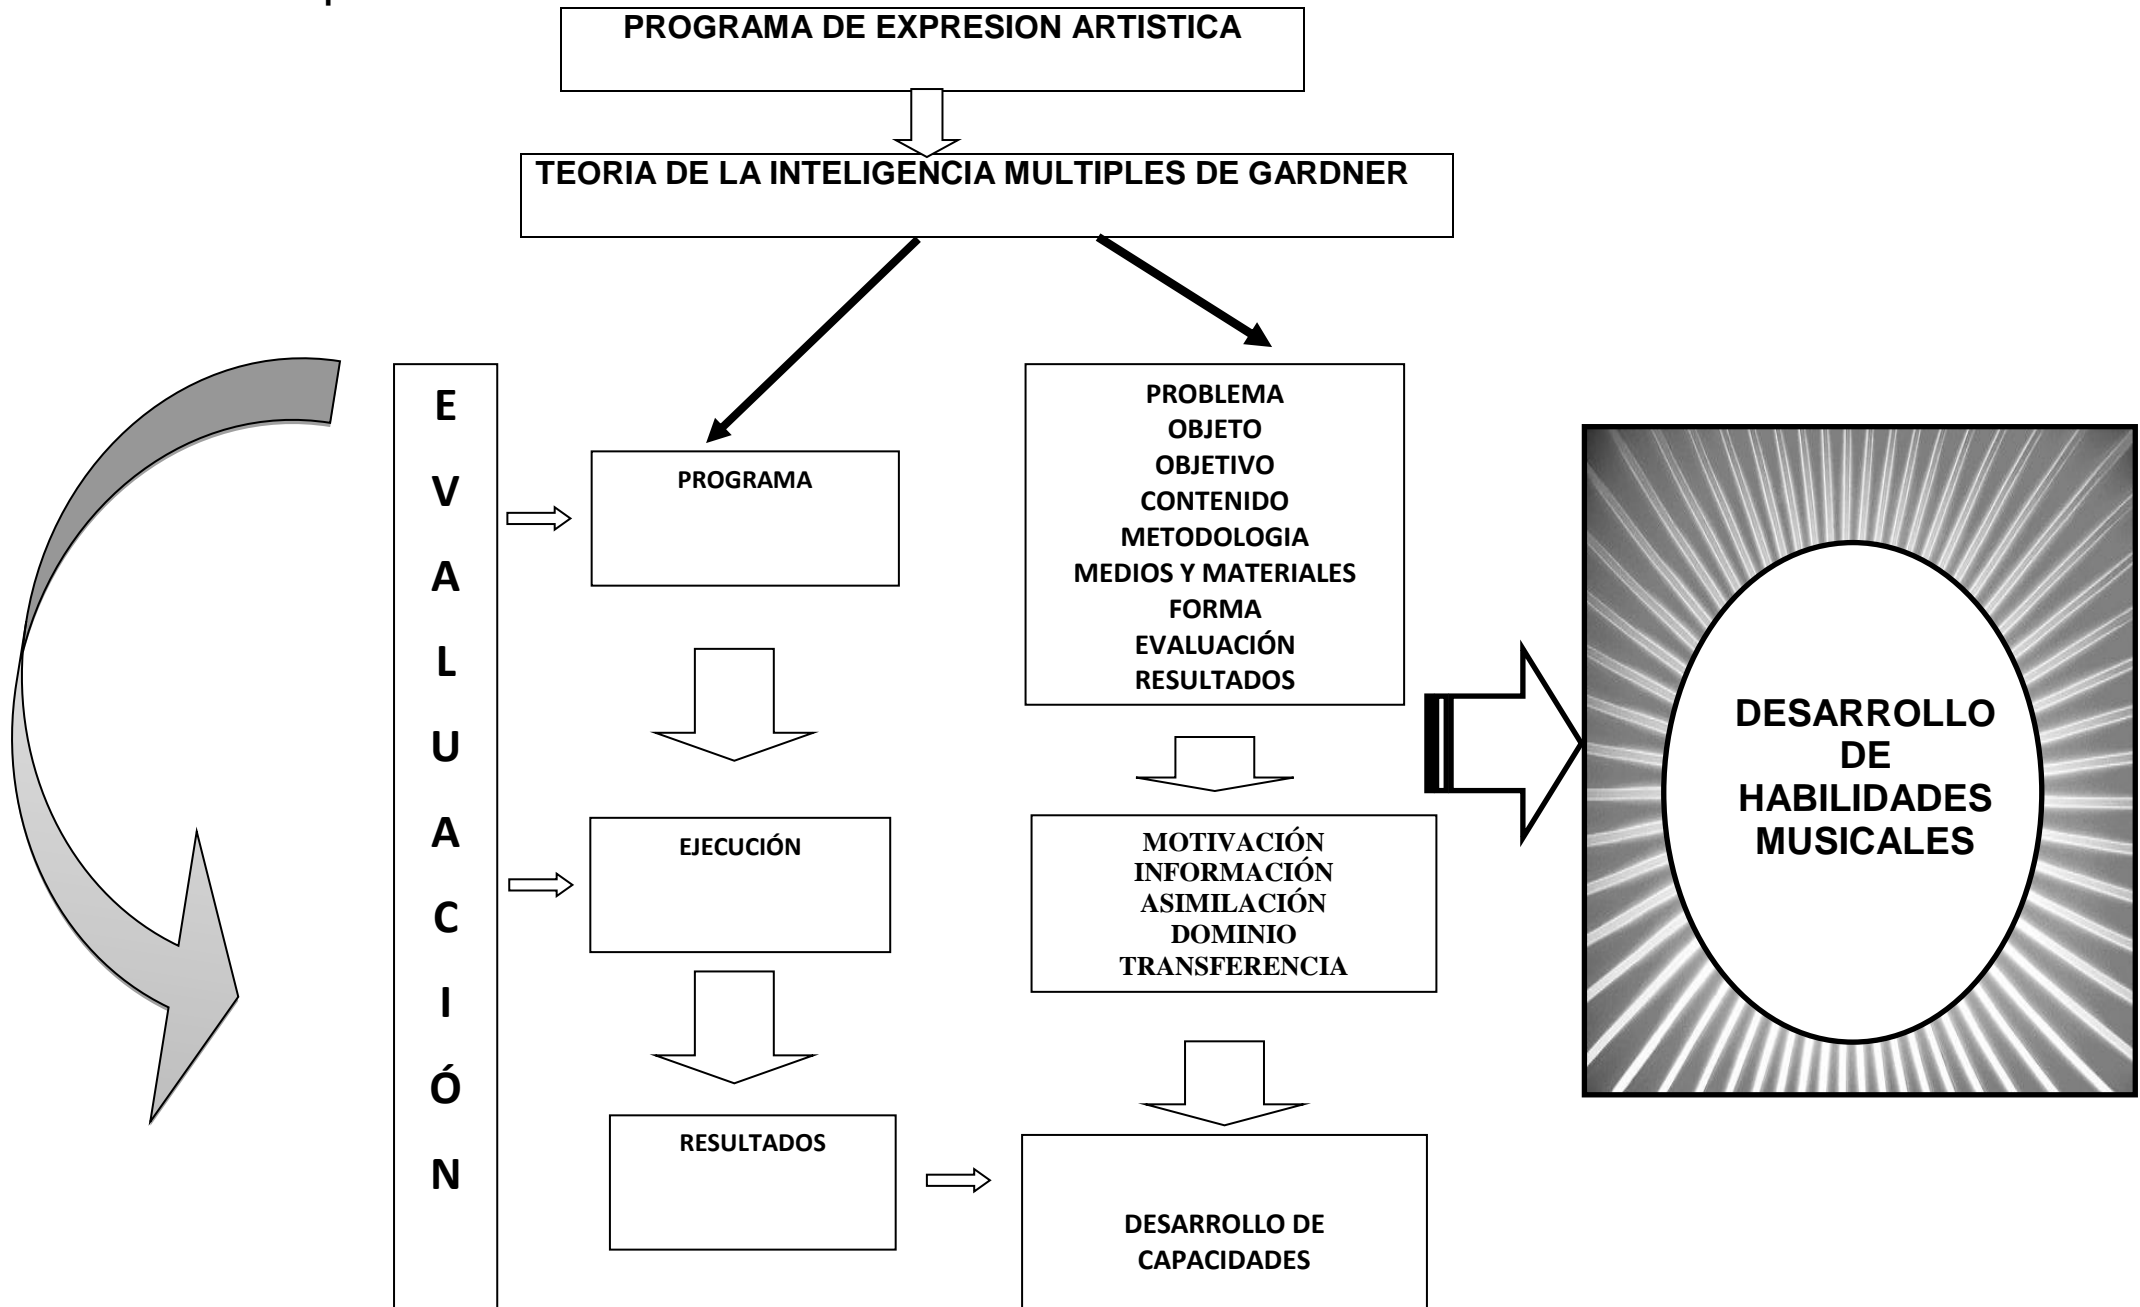 PROGRAMA DE EXPRESION ARTISTICA
TEORIA DE LA INTELIGENCIA MULTIPLES DE GARDNER
E
V
A
L
U
A
C
I
Ó
N
PROGRAMA
EJECUCIÓN
RESULTADOS
PROBLEMA
OBJETO
OBJETIVO
CONTENIDO
METODOLOGIA
MEDIOS Y MATERIALES
FORMA
EVALUACIÓN
RESULTADOS
MOTIVACIÓN
INFORMACIÓN
ASIMILACIÓN
DOMINIO
TRANSFERENCIA
DESARROLLO DE
CAPACIDADES
DESARROLLO
DE
HABILIDADES
MUSICALES